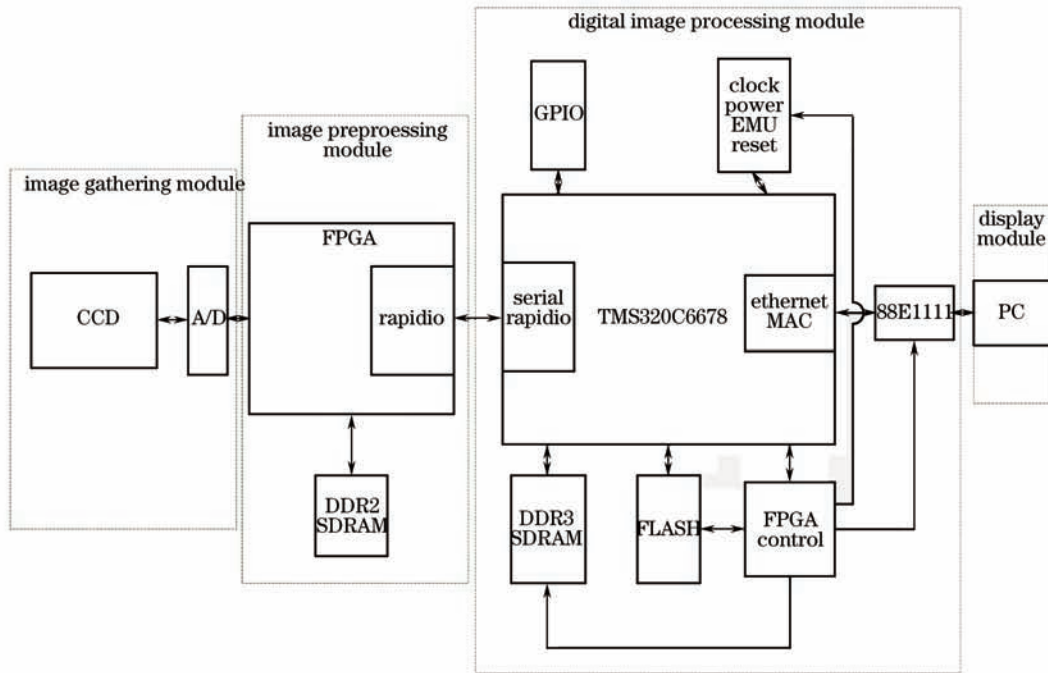 digital image processing module
image preproessing
module
image gathering module
display
module
GPIO
clock
power
EMU
reset
FPGA
CCD
A/D
rapidio
serial
rapidio
TMS320C6678
ethernet
MAC
88E1111
PC
DDR2
SDRAM
DDR3
SDRAM
FLASH
FPGA
control